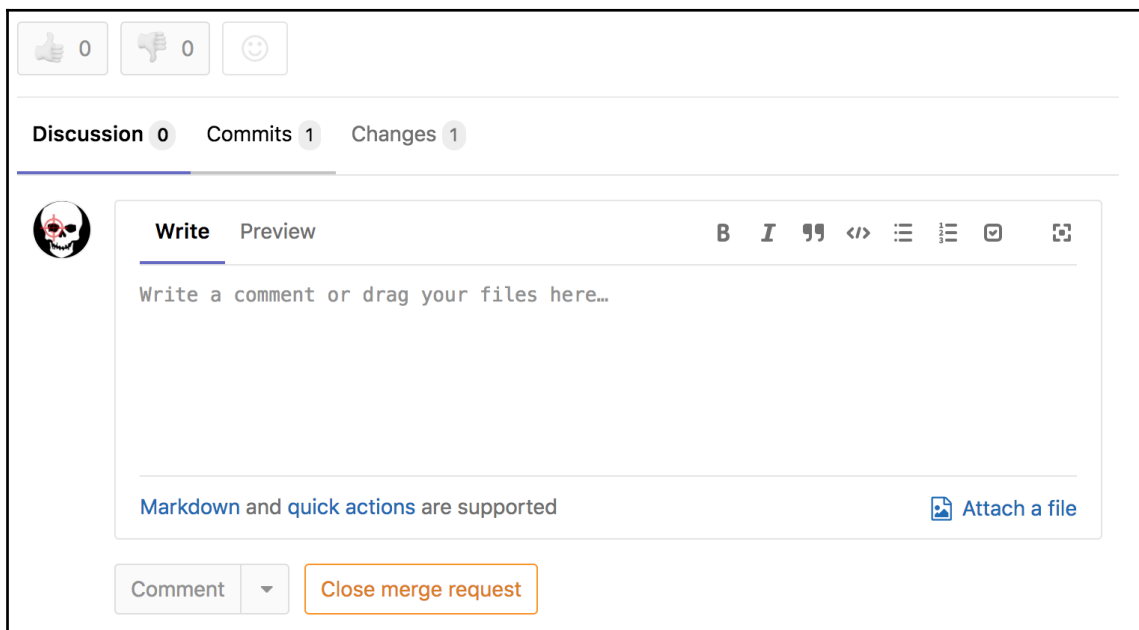 0 0
Discussion 0 Commits 1 Changes 1
Write Preview
Write a comment or drag your files here…
Markdown and quick actions are supported
Attach a file
Comment Close merge request